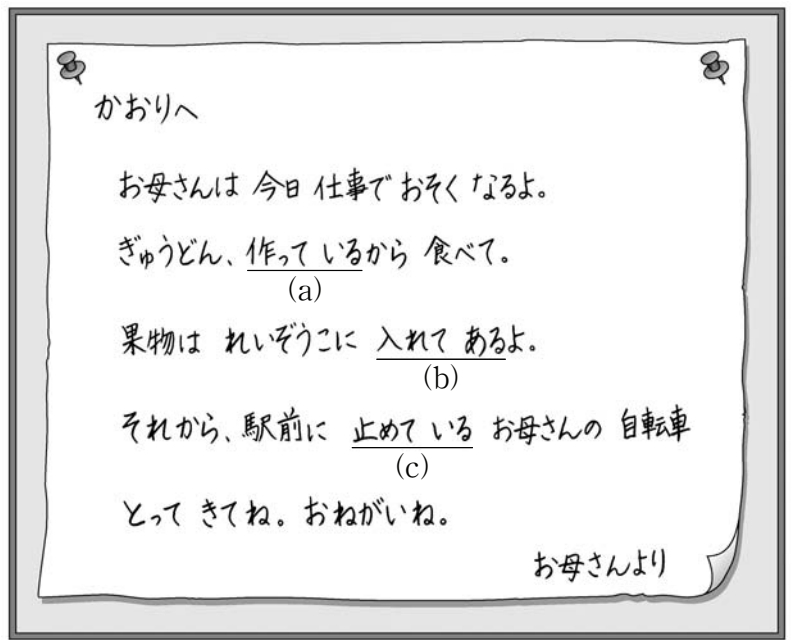 かおりへ
お母さんは 今日 仕事で おそく なるよ。
ぎゅうどん、作って いるから 食べて。
(a)
果物は れいぞうこに 入れて あるよ。
(b)
それから、駅前に 止めて いる お母さんの 自転車
(c)
とって きてね。おねがいね。
お母さんより